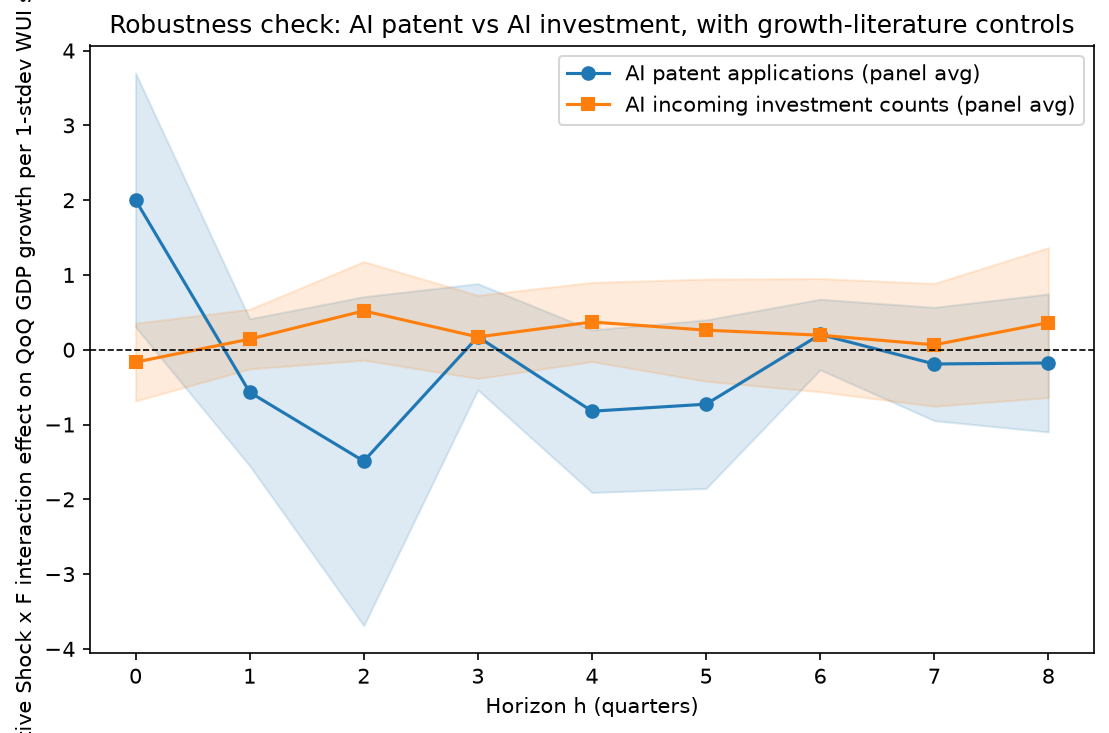 Robustness check: AI patent vs AI investment, with growth-literature controls
AI patent applications (panel avg)
AI incoming investment counts (panel avg)
Shock x F interaction effect on QoQ GDP growth per 1-stdev WUI
4
3
2
1
0
−1
−2
−3
−4
0 1 2 3 4 5 6 7 8
Horizon h (quarters)